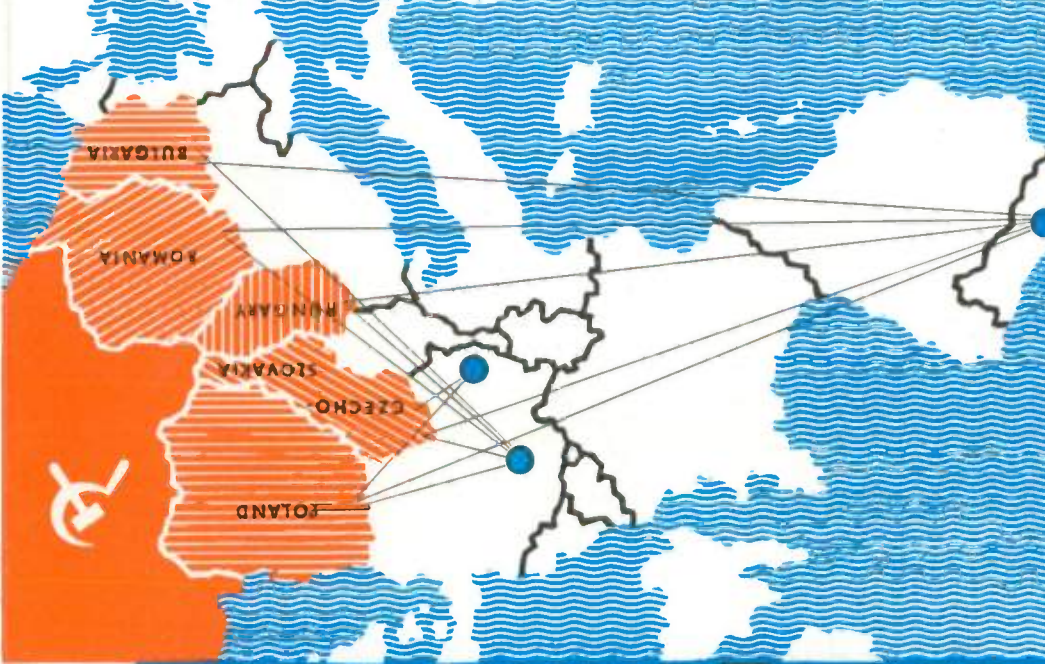 POLAND
CZECHO
SLOVAKIA
HUNGARY
ROMANIA
BULGARIA